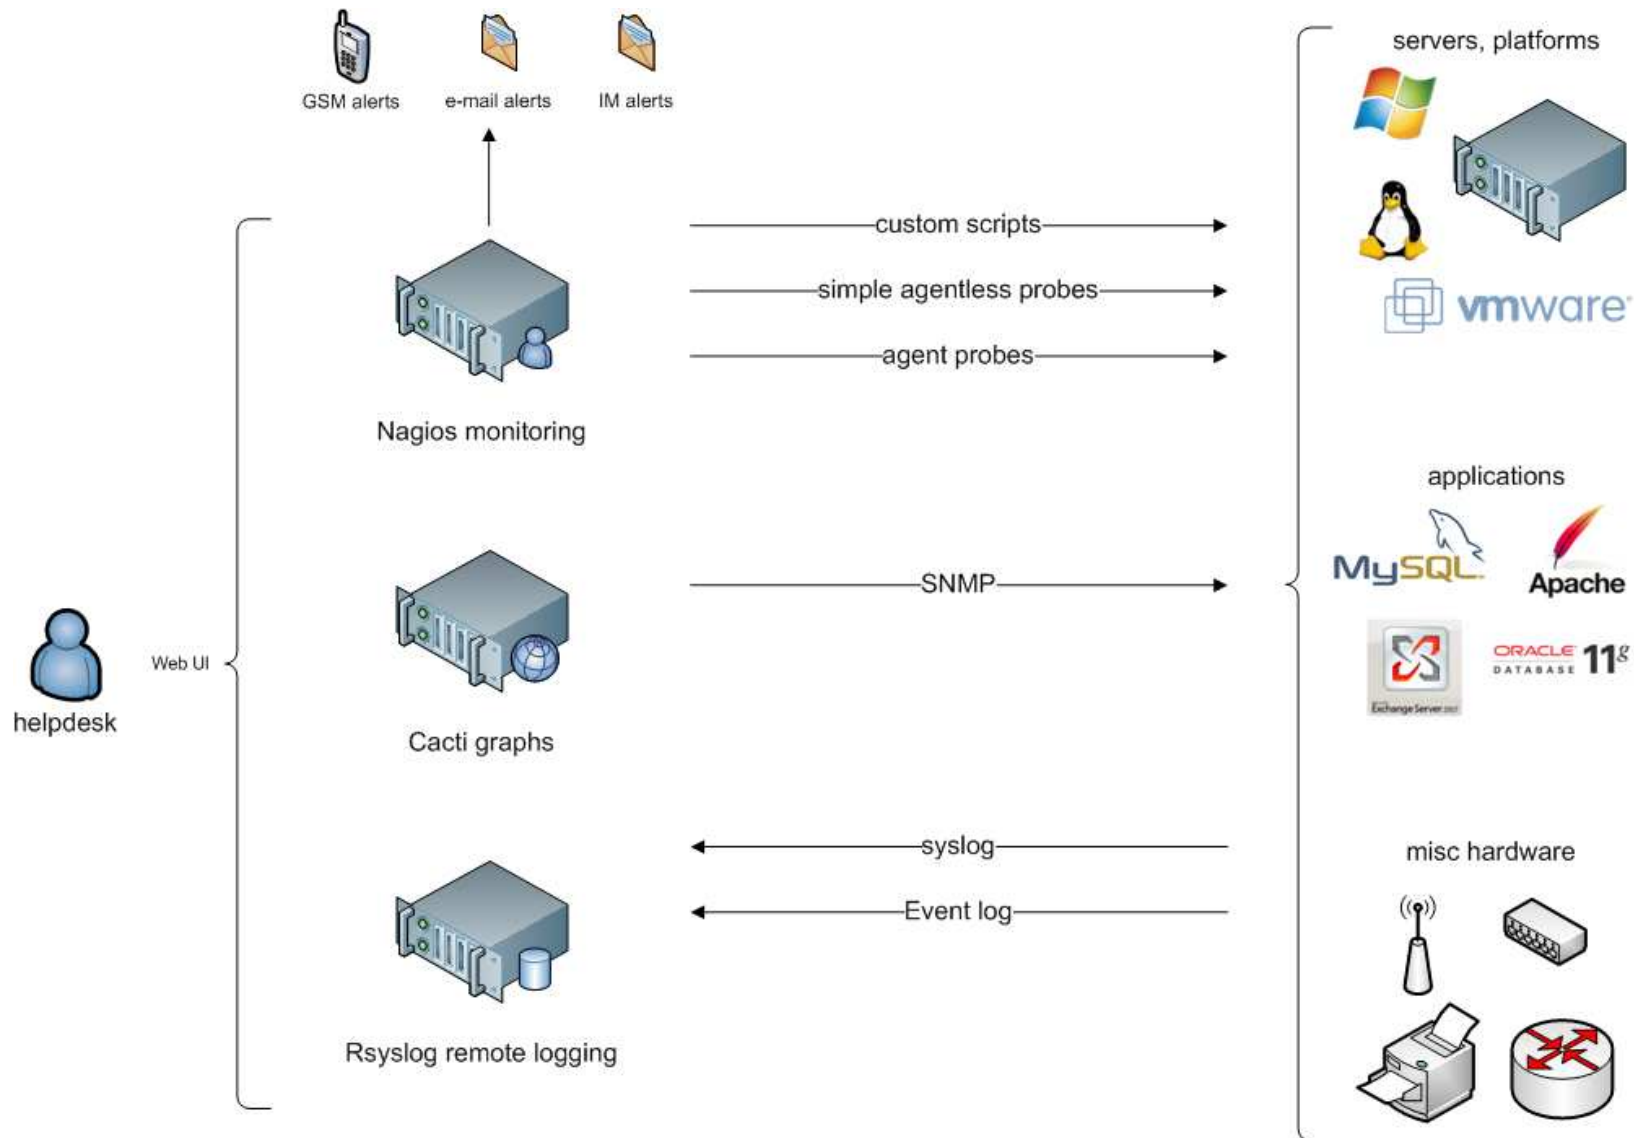 GSM alerts
e-mail alerts
IM alerts
servers, platforms
custom scripts
simple agentless probes
vmware
agent probes
Nagios monitoring
applications
MySQL
Apache
SNMP
helpdesk
Web UI
ORACLE
DATABASE 11g
Exchange Server 2007
Cacti graphs
syslog
misc hardware
Event log
Rsyslog remote logging